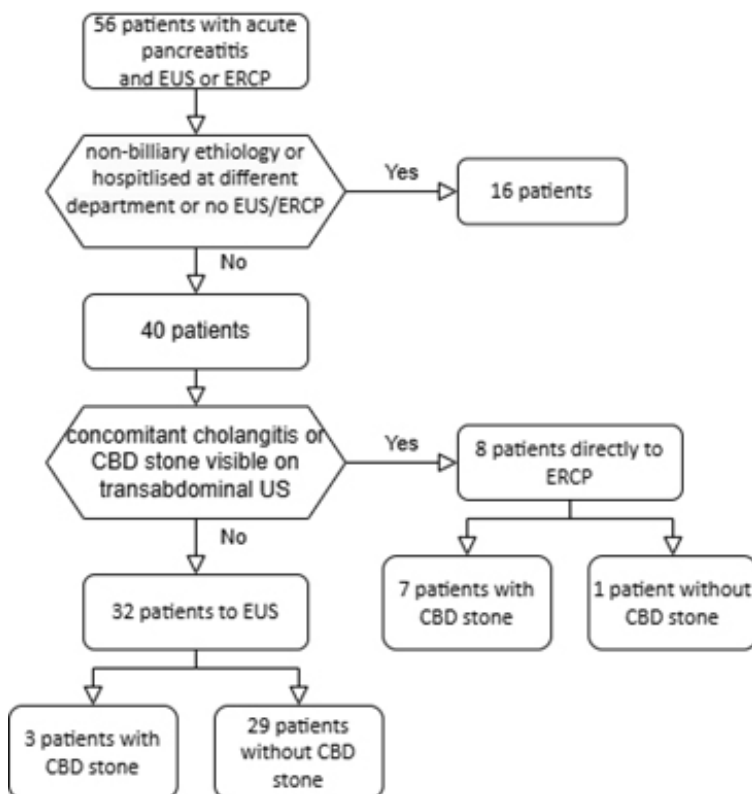 56 patients with acute
pancreatitis
and EUS or ERCP
non-billiary ethiology or
hospitlised at different
department or no EUS/ERCP
Yes
16 patients
No
40 patients
concomitant cholangitis or
CBD stone visible on
transabdominal US
Yes
8 patients directly to
ERCP
No
7 patients with
CBD stone
1 patient without
CBD stone
32 patients to EUS
3 patients with
CBD stone
29 patients
without CBD
stone